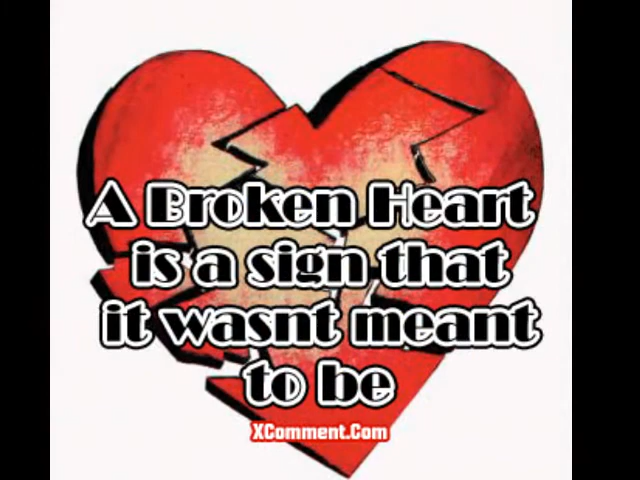 A Broken Heart
is a sign that
it wasnt meant
to be
XComment.Com